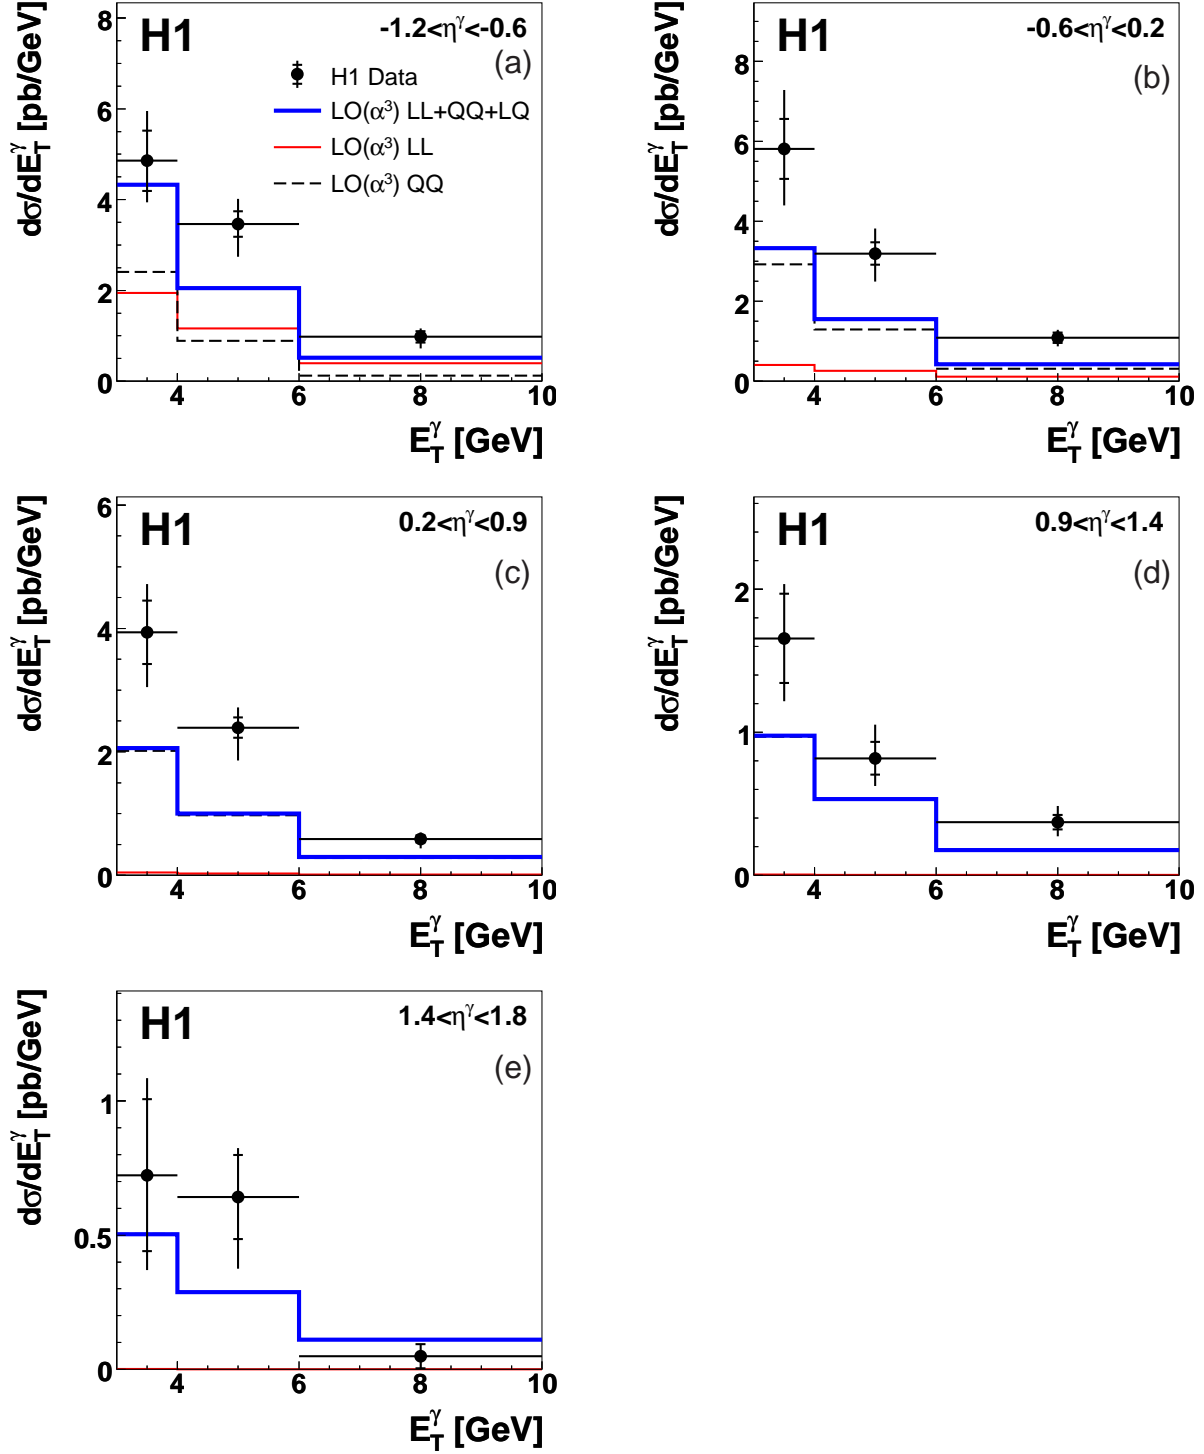 H1
-1.2<η^γ<-0.6
(a)
H1 Data
LO(α³) LL+QQ+LQ
LO(α³) LL
LO(α³) QQ
dσ/dE_T^γ [pb/GeV]
8
6
4
2
0
4 6 8 10
E_T^γ [GeV]
H1
-0.6<η^γ<0.2
(b)
dσ/dE_T^γ [pb/GeV]
8
6
4
2
0
4 6 8 10
E_T^γ [GeV]
H1
0.2<η^γ<0.9
(c)
dσ/dE_T^γ [pb/GeV]
6
4
2
0
4 6 8 10
E_T^γ [GeV]
H1
0.9<η^γ<1.4
(d)
dσ/dE_T^γ [pb/GeV]
2
1
0
4 6 8 10
E_T^γ [GeV]
H1
1.4<η^γ<1.8
(e)
dσ/dE_T^γ [pb/GeV]
1
0.5
0
4 6 8 10
E_T^γ [GeV]